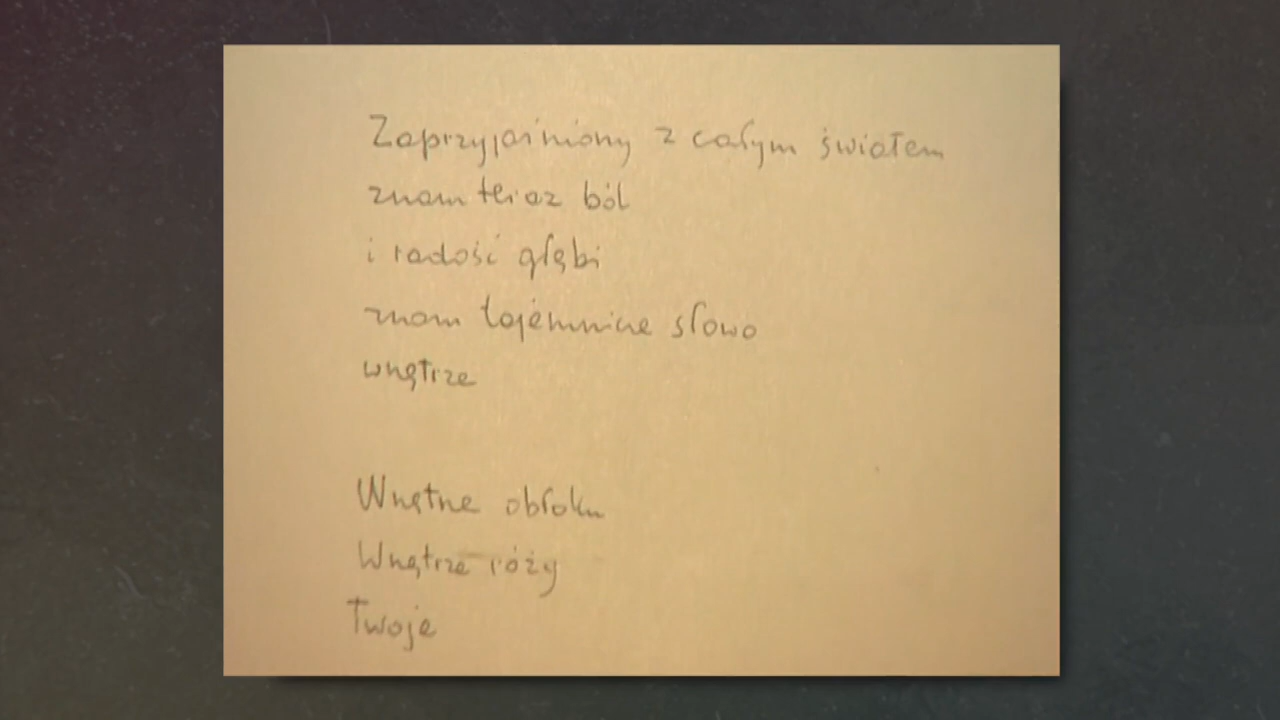 Zaprzyjaźniony z całym światem
znam teraz ból
i radość głębi
znam tajemnicze słowo
wnętrze
Wnętrze obłoku
Wnętrze róży
Twoje